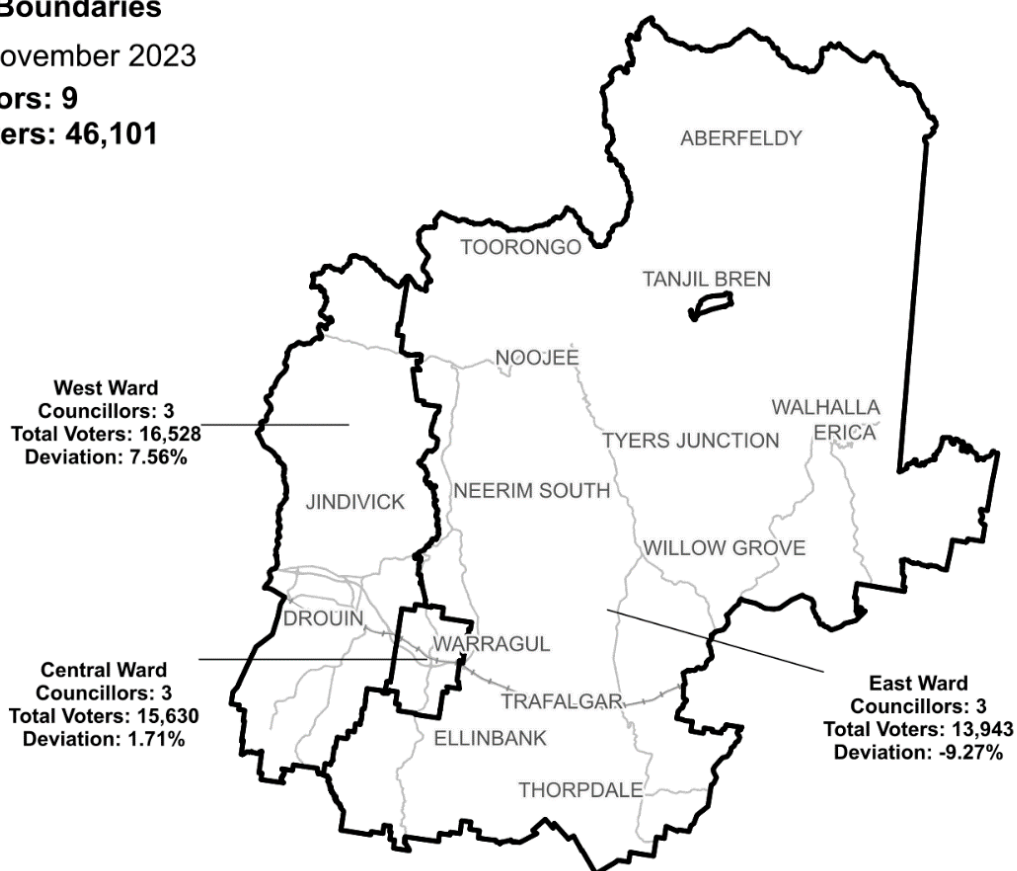 Boundaries
ovember 2023
ors: 9
ers: 46,101
ABERFELDY
TOORONGO
TANJIL BREN
NOOJEE
West Ward
Councillors: 3
Total Voters: 16,528
Deviation: 7.56%
WALHALLA
ERICA
TYERS JUNCTION
JINDIVICK
NEERIM SOUTH
WILLOW GROVE
DROUIN
WARRAGUL
Central Ward
Councillors: 3
Total Voters: 15,630
Deviation: 1.71%
TRAFALGAR
East Ward
Councillors: 3
Total Voters: 13,943
Deviation: -9.27%
ELLINBANK
THORPDALE